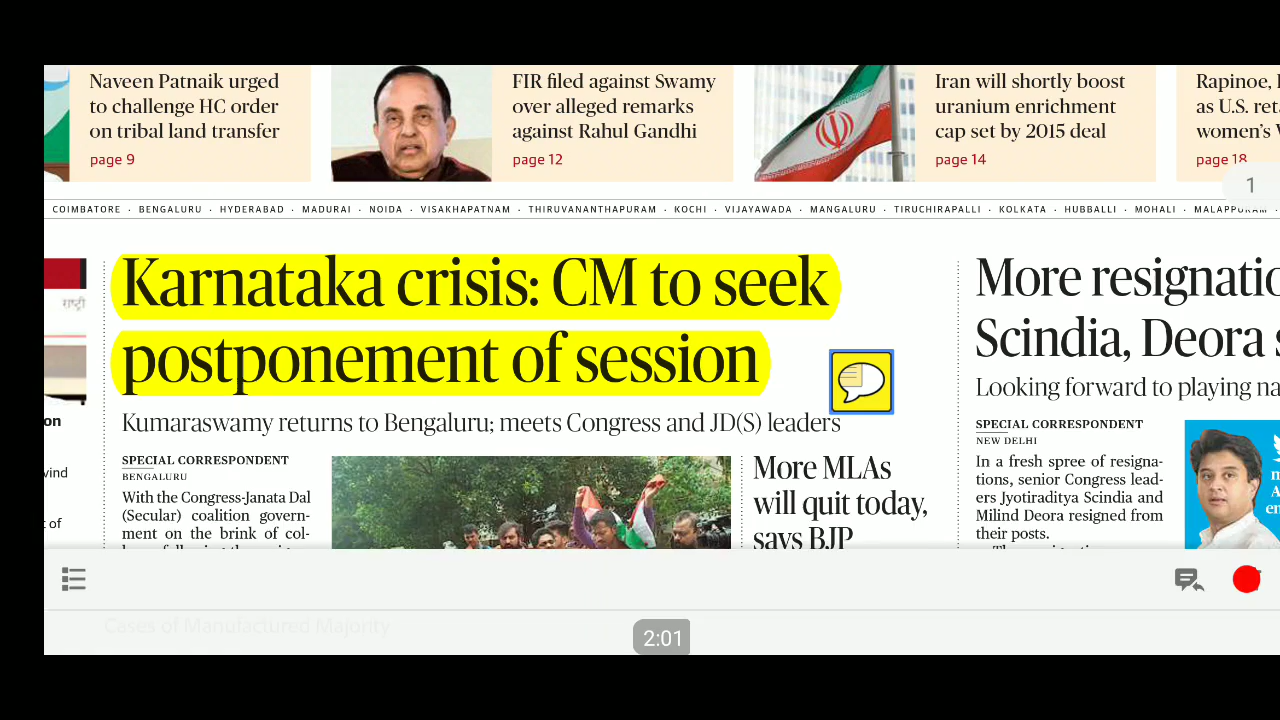 Naveen Patnaik urged
to challenge HC order
on tribal land transfer
page 9
FIR filed against Swamy
over alleged remarks
against Rahul Gandhi
page 12
Iran will shortly boost
uranium enrichment
cap set by 2015 deal
page 14
Rapinoe,
as U.S.
women's
page 18
1
COIMBATORE · BENGALURU · HYDERABAD · MADURAI · NOIDA · VISAKHAPATNAM · THIRUVANANTHAPURAM · KOCHI · VIJAYAWADA · MANGALURU · TIRUCHIRAPALLI · KOLKATA · HUBBALLI · MOHALI · MALAPPURAM ·
राष्ट्री
on
vind
t of
Karnataka crisis: CM to seek
postponement of session
Kumaraswamy returns to Bengaluru; meets Congress and JD(S) leaders
SPECIAL CORRESPONDENT
BENGALURU
With the Congress-Janata Dal
(Secular) coalition govern-
ment on the brink of col-
More MLAs
will quit today,
says BJP
More resignatio
Scindia, Deora s
Looking forward to playing na
SPECIAL CORRESPONDENT
NEW DELHI
In a fresh spree of resigna-
tions, senior Congress lead-
ers Jyotiraditya Scindia and
Milind Deora resigned from
their posts.
Cases of Manufactured Majority
2:01